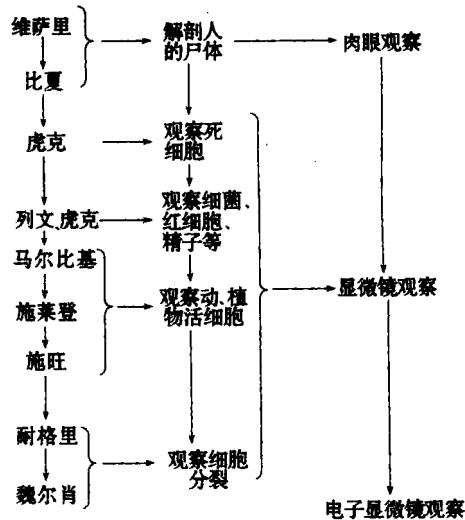 维萨里
比夏
虎克
列文、虎克
马尔比基
施莱登
施旺
耐格里
魏尔肖
解剖人
的尸体
观察死
细胞
观察细菌、
红细胞、
精子等
观察动、植
物活细胞
观察细胞
分裂
肉眼观察
显微镜观察
电子显微镜观察